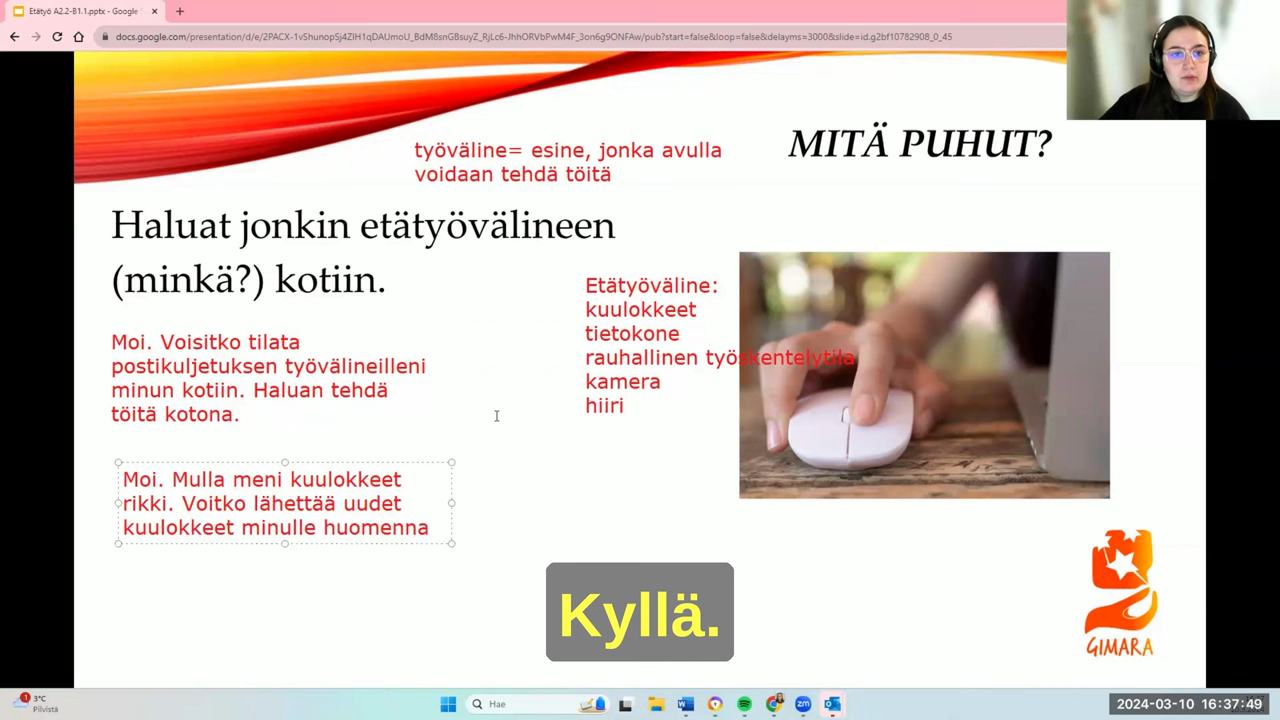 Etätyö A2.2-B1.1.pptx - Google
docs.google.com/presentation/d/e/2PACX-1vShunopSj4ZIH1qDAUmoU_BdM8snGBsuyZ_RjLc6-JhhORVbPwM4F_3on6g9ONFAw/pub?start=false&loop=false&delayms=3000&slide=id.g2bf10782908_0_45
MITÄ PUHUT?
työväline= esine, jonka avulla
voidaan tehdä töitä
Haluat jonkin etätyövälineen
(minkä?) kotiin.
Moi. Voisitko tilata
postikuljetuksen työvälineilleni
minun kotiin. Haluan tehdä
töitä kotona.
Moi. Mulla meni kuulokkeet
rikki. Voitko lähettää uudet
kuulokkeet minulle huomenna
Etätyöväline:
kuulokkeet
tietokone
rauhallinen työskentelytila
kamera
hiiri
Kyllä.
GIMARA
1
3°C
Pilvistä
Hae
zm
2024-03-10 16:37:49